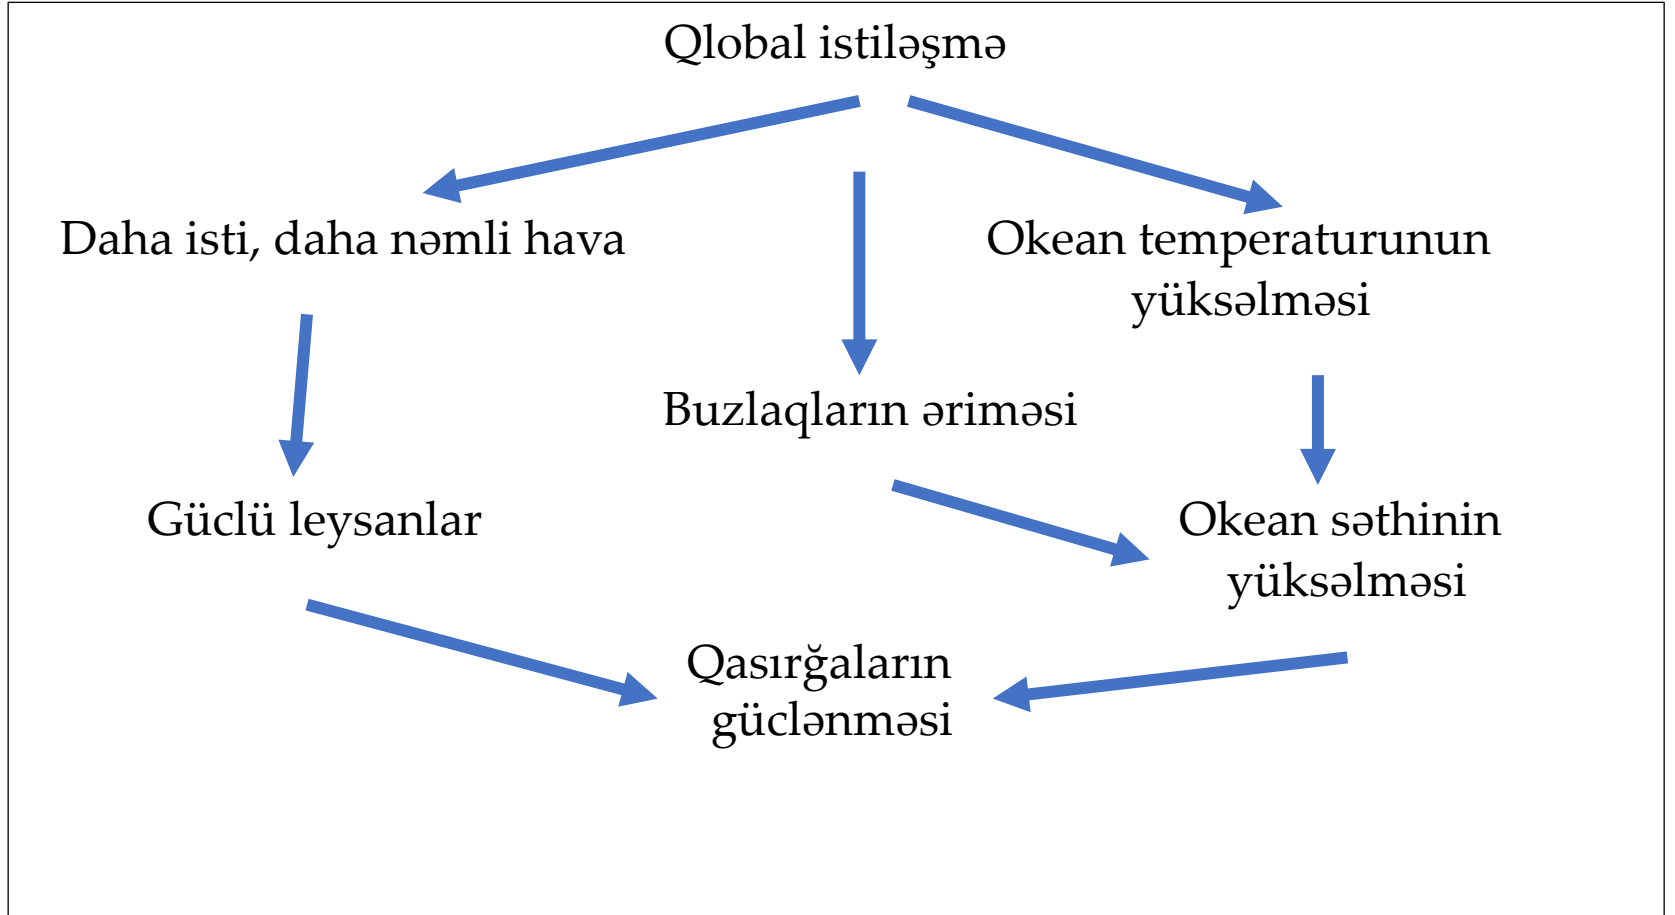 Qlobal istiləşmə
Daha isti, daha nəmli hava
Okean temperaturunun
yüksəlməsi
Buzlaqların əriməsi
Güclü leysanlar
Okean səthinin
yüksəlməsi
Qasırğaların
güclənməsi